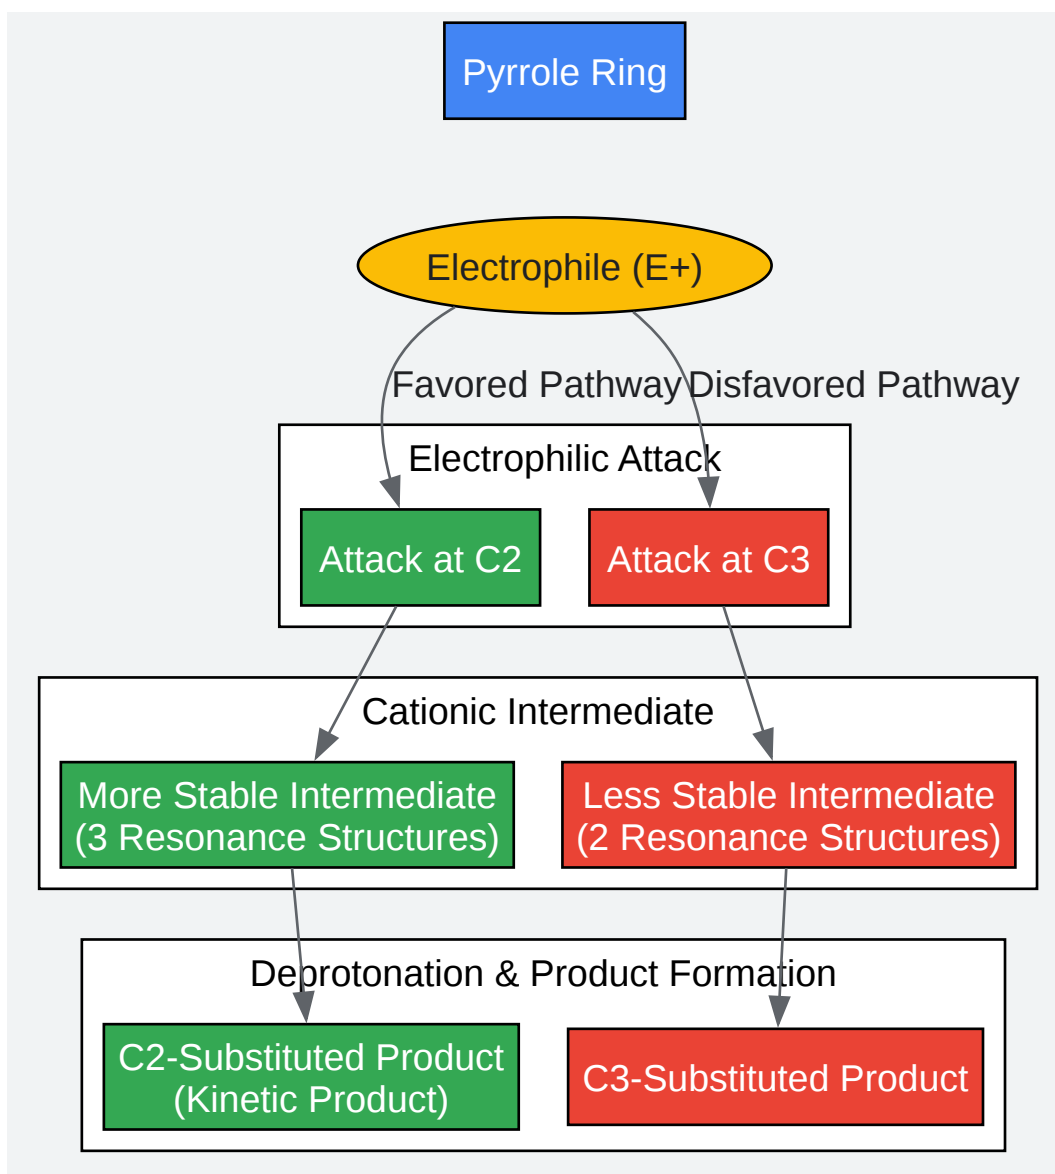 Pyrrole Ring
Electrophile (E+)
Favored Pathway
Disfavored Pathway
Electrophilic Attack
Attack at C2
Attack at C3
Cationic Intermediate
More Stable Intermediate
(3 Resonance Structures)
Less Stable Intermediate
(2 Resonance Structures)
Deprotonation & Product Formation
C2-Substituted Product
(Kinetic Product)
C3-Substituted Product